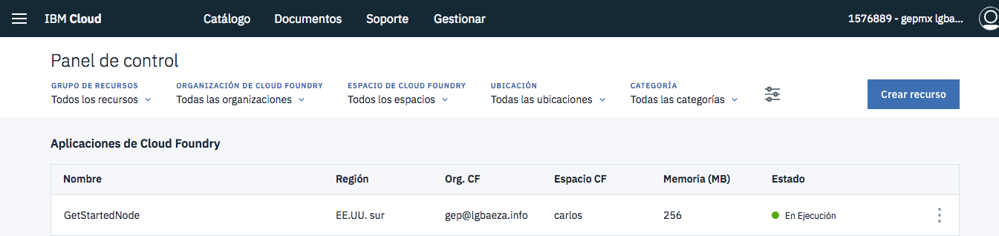 IBM Cloud Catálogo Documentos Soporte Gestionar 1576889 - gepmx lgba...
Panel de control
GRUPO DE RECURSOS ORGANIZACIÓN DE CLOUD FOUNDRY ESPACIO DE CLOUD FOUNDRY UBICACIÓN CATEGORÍA
Todos los recursos Todas las organizaciones Todos los espacios Todas las ubicaciones Todas las categorías Crear recurso
Aplicaciones de Cloud Foundry
Nombre Región Org. CF Espacio CF Memoria (MB) Estado
GetStartedNode EE.UU. sur gep@lgbaeza.info carlos 256 En Ejecución